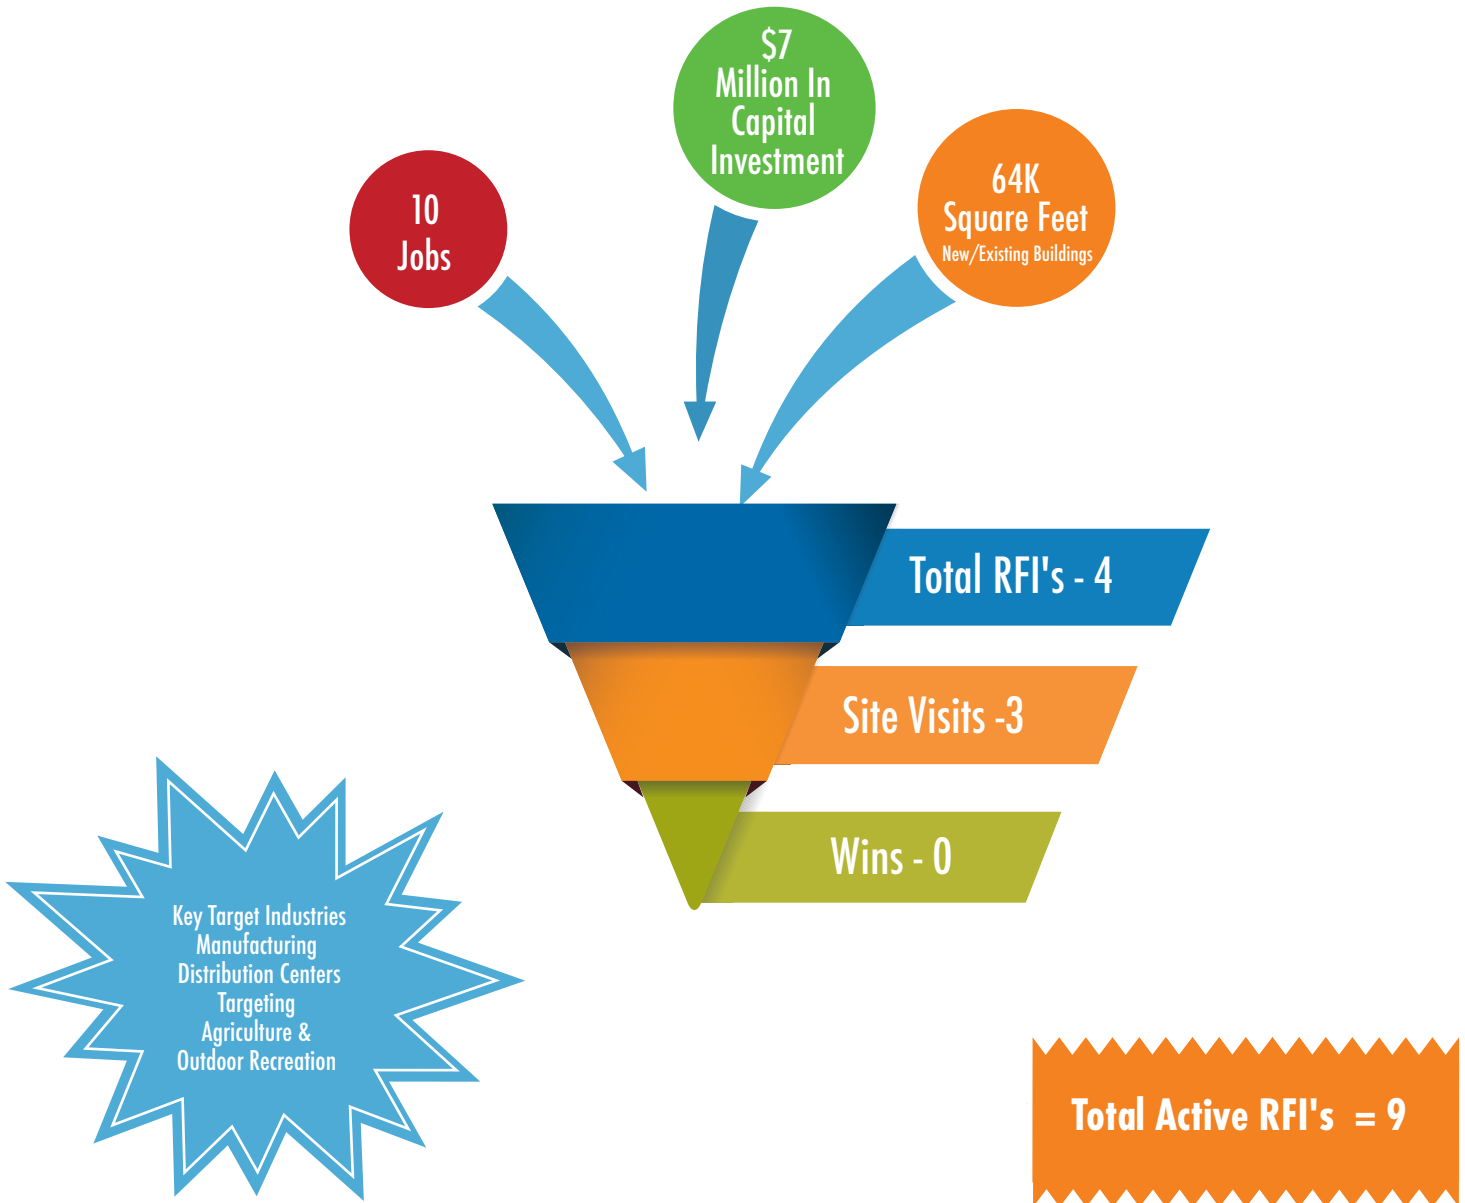 $7
Million In
Capital
Investment
10
Jobs
64K
Square Feet
New/Existing Buildings
Total RFI's - 4
Site Visits -3
Wins - 0
Key Target Industries
Manufacturing
Distribution Centers
Targeting
Agriculture &
Outdoor Recreation
Total Active RFI's = 9